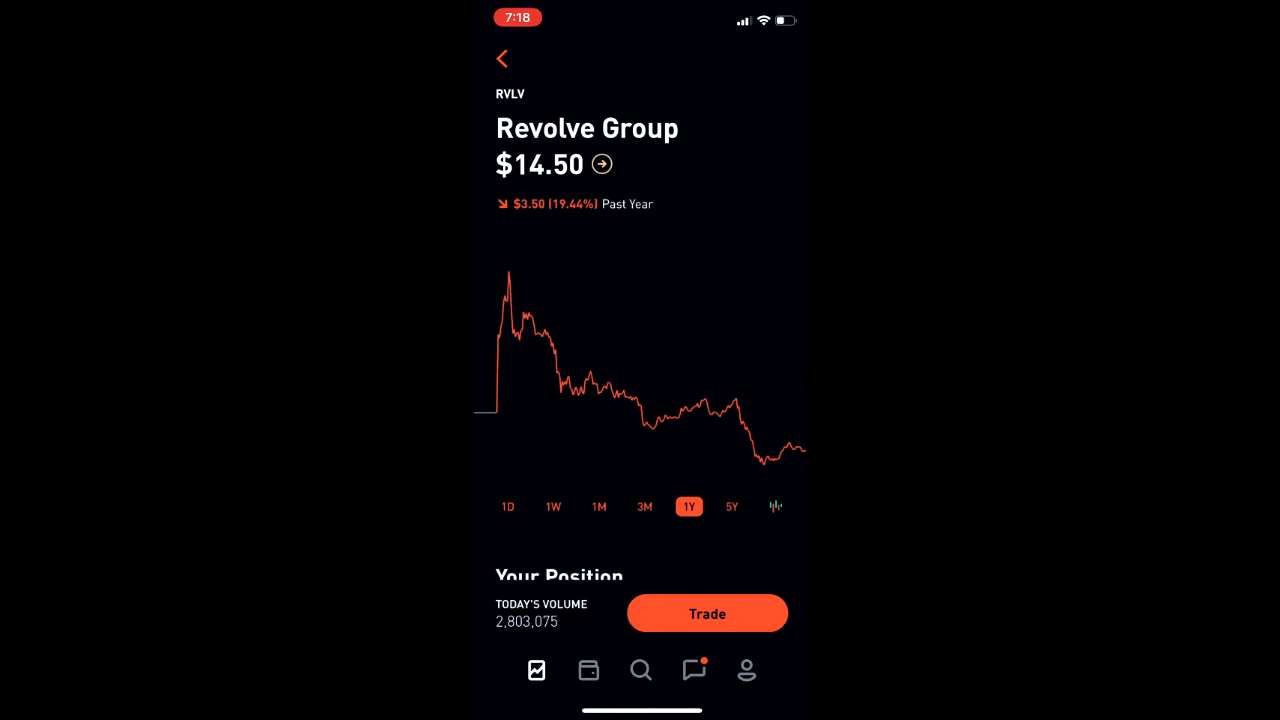 7:18
RVLV
Revolve Group
$14.50
$3.50 (19.44%) Past Year
1D 1W 1M 3M 1Y 5Y
Your Position
TODAY'S VOLUME
2,803,075
Trade